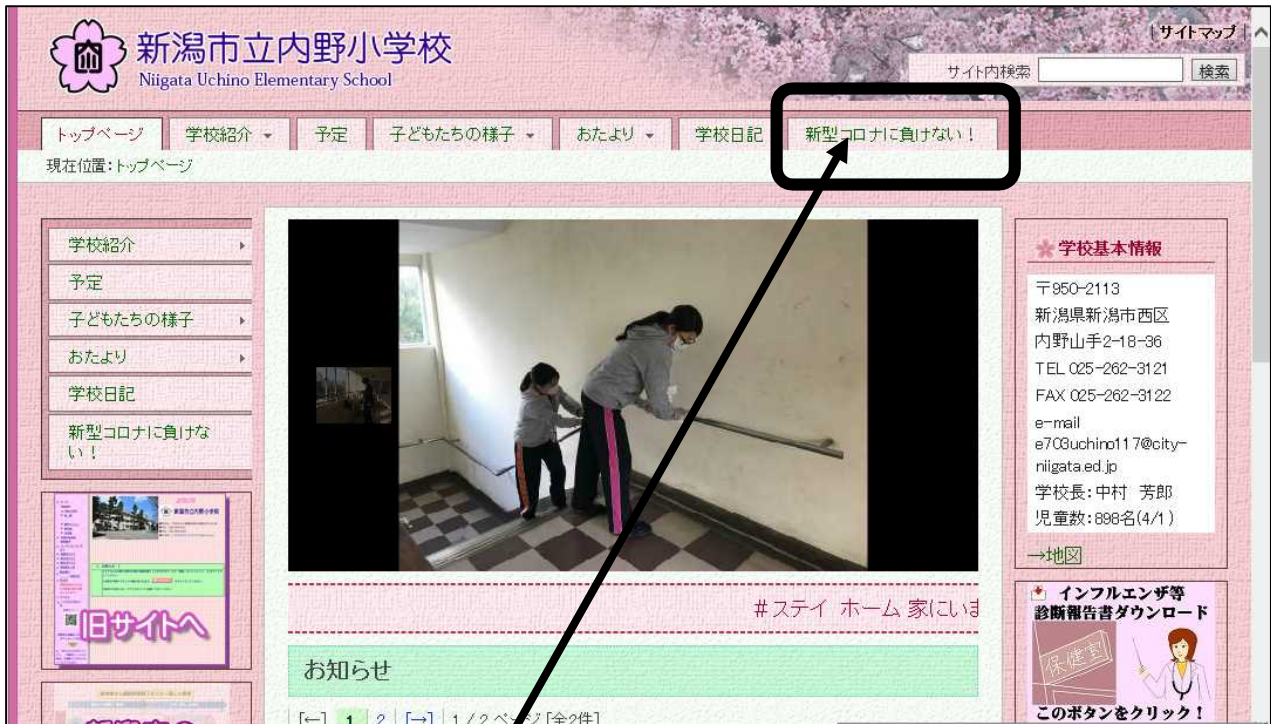 新潟市立内野小学校
Niigata Uchino Elementary School
サイトマップ
サイト内検索
検索
トップページ
学校紹介
予定
子どもたちの様子
おたより
学校日記
新型コロナに負けない！
現在位置：トップページ
学校紹介
予定
子どもたちの様子
おたより
学校日記
新型コロナに負けな
い！
旧サイトへ
#ステイ ホーム 家にいま
お知らせ
[←] 1 2 [→] 1 / 2 ページ [全2件]
学校基本情報
〒950-2113
新潟県新潟市西区
内野山手2-18-36
TEL 025-262-3121
FAX 025-262-3122
e-mail
e703uchino117@city-
niigata.ed.jp
学校長：中村 芳郎
児童数：898名(4/1)
→地図
インフルエンザ等
診断報告書ダウンロード
保健室
このボタンをクリック！